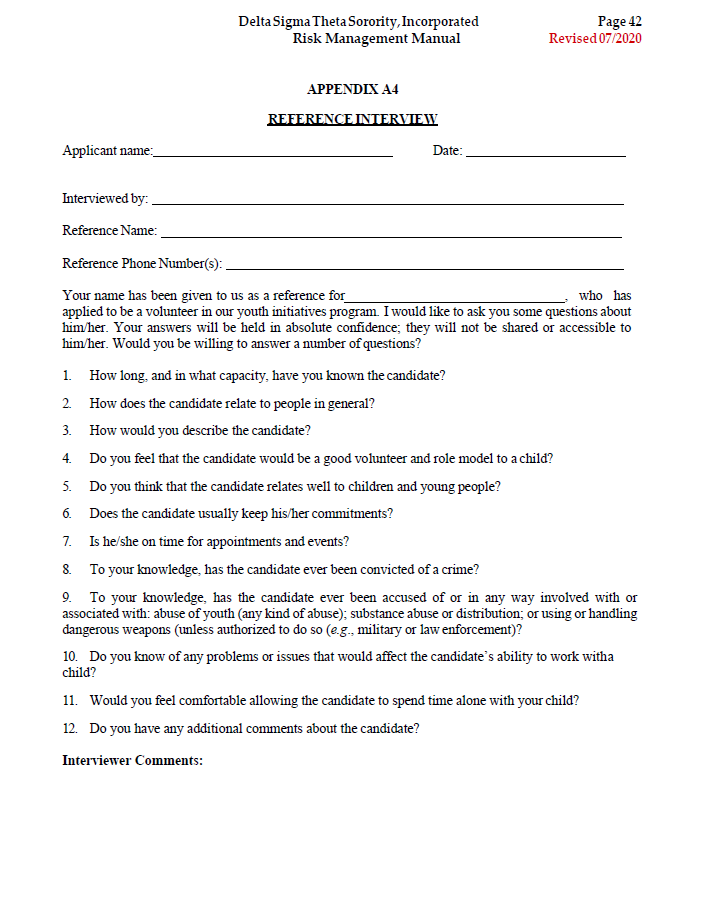 Delta Sigma Theta Sorority, Incorporated Page 42
Risk Management Manual Revised 07/2020
APPENDIX A4
REFERENCE INTERVIEW
Applicant name: Date:
Interviewed by:
Reference Name:
Reference Phone Number(s):
Your name has been given to us as a reference for , who has
applied to be a volunteer in our youth initiatives program. I would like to ask you some questions about
him/her. Your answers will be held in absolute confidence; they will not be shared or accessible to
him/her. Would you be willing to answer a number of questions?
1. How long, and in what capacity, have you known the candidate?
2. How does the candidate relate to people in general?
3. How would you describe the candidate?
4. Do you feel that the candidate would be a good volunteer and role model to a child?
5. Do you think that the candidate relates well to children and young people?
6. Does the candidate usually keep his/her commitments?
7. Is he/she on time for appointments and events?
8. To your knowledge, has the candidate ever been convicted of a crime?
9. To your knowledge, has the candidate ever been accused of or in any way involved with or
associated with: abuse of youth (any kind of abuse); substance abuse or distribution; or using or handling
dangerous weapons (unless authorized to do so (e.g., military or law enforcement)?
10. Do you know of any problems or issues that would affect the candidate's ability to work witha
child?
11. Would you feel comfortable allowing the candidate to spend time alone with your child?
12. Do you have any additional comments about the candidate?
Interviewer Comments: